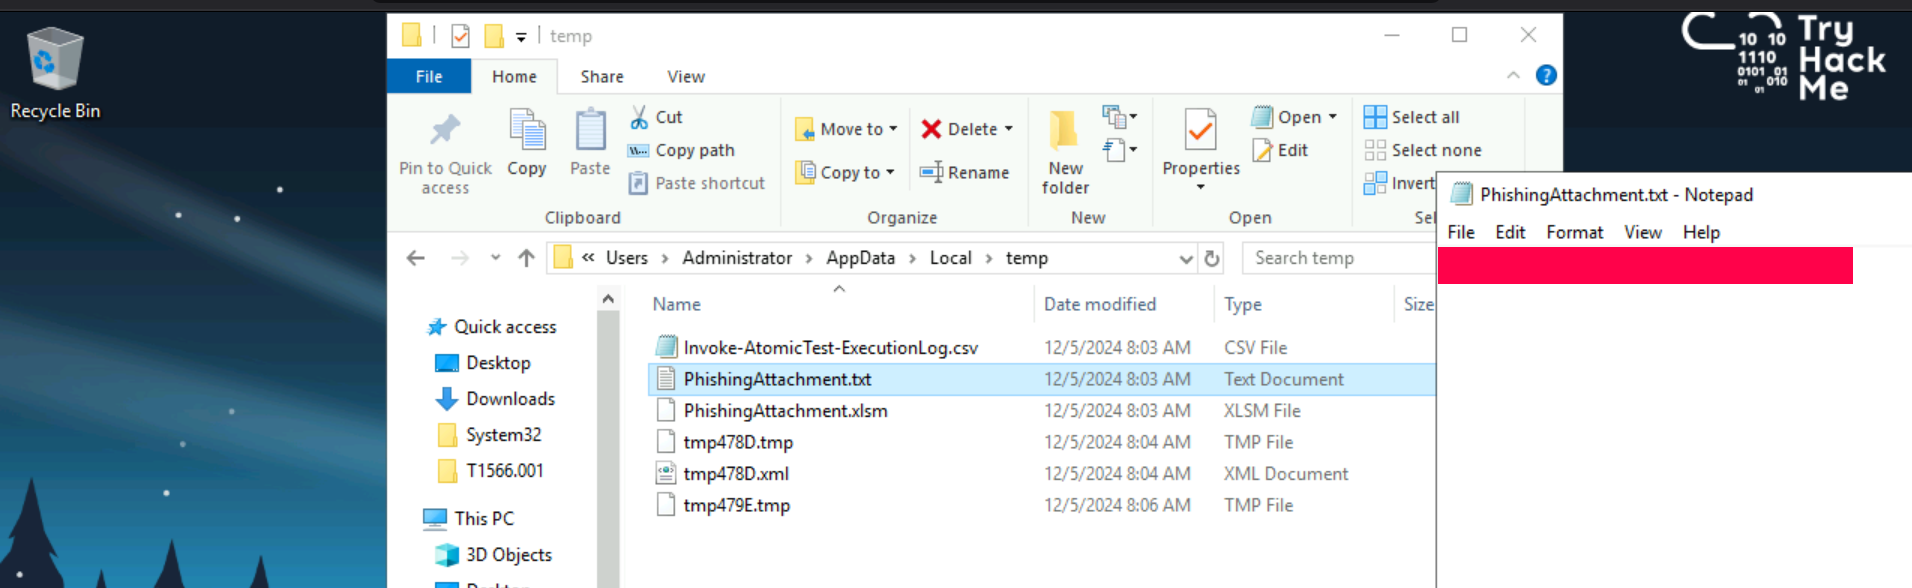 Recycle Bin
temp
File Home Share View
Pin to Quick access
Copy
Paste
Cut
Copy path
Paste shortcut
Clipboard
Move to
Copy to
Delete
Rename
Organize
New folder
New
Properties
Open
Edit
Open
Select all
Select none
Invert
Sel
10 10
1110
0101 01
01 010
01
Try
Hack
Me
« Users > Administrator > AppData > Local > temp
Search temp
Quick access
Desktop
Downloads
System32
T1566.001
This PC
3D Objects
Desktop
Name Date modified Type Size
Invoke-AtomicTest-ExecutionLog.csv 12/5/2024 8:03 AM CSV File
PhishingAttachment.txt 12/5/2024 8:03 AM Text Document
PhishingAttachment.xlsm 12/5/2024 8:03 AM XLSM File
tmp478D.tmp 12/5/2024 8:04 AM TMP File
tmp478D.xml 12/5/2024 8:04 AM XML Document
tmp479E.tmp 12/5/2024 8:06 AM TMP File
PhishingAttachment.txt - Notepad
File Edit Format View Help